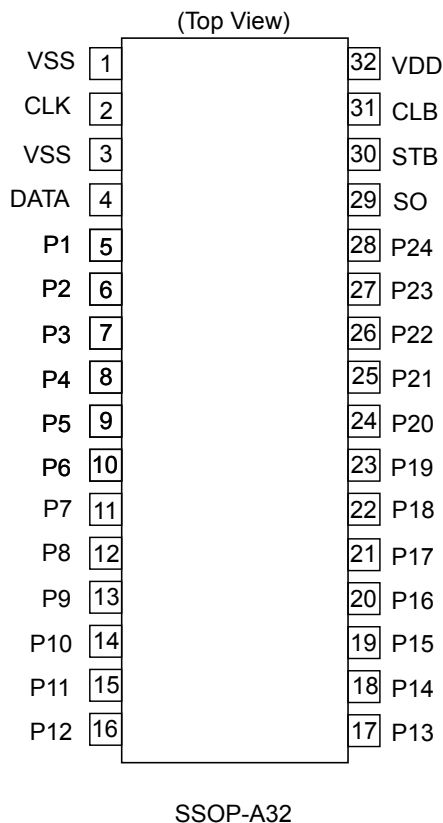 (Top View)
VSS 1 32 VDD
CLK 2 31 CLB
VSS 3 30 STB
DATA 4 29 SO
P1 5 28 P24
P2 6 27 P23
P3 7 26 P22
P4 8 25 P21
P5 9 24 P20
P6 10 23 P19
P7 11 22 P18
P8 12 21 P17
P9 13 20 P16
P10 14 19 P15
P11 15 18 P14
P12 16 17 P13
SSOP-A32